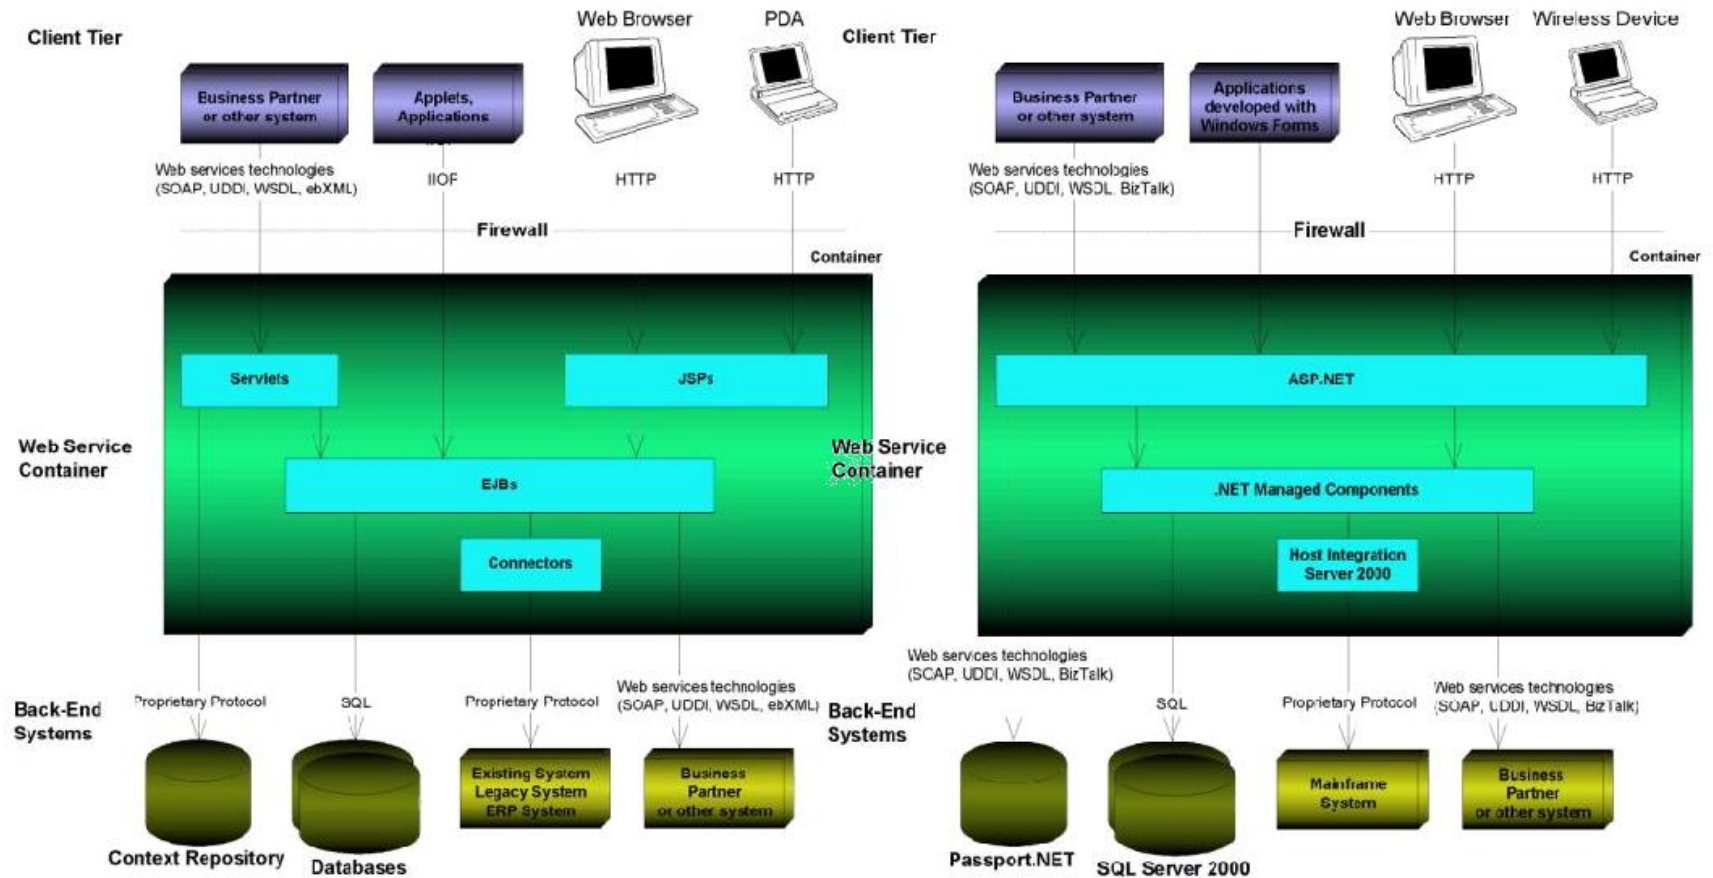 Client Tier
Web Browser
PDA
Business Partner
or other system
Applets,
Applications
Web services technologies
(SOAP, UDDI, WSDL, ebXML)
HTTP
HTTP
Firewall
Container
Servlets
JSPs
Web Service
Container
EJBs
Connectors
Back-End
Systems
Proprietary Protocol
SQL
Proprietary Protocol
Web services technologies
(SOAP, UDDI, WSDL, ebXML)
Existing System
Legacy System
ERP System
Business
Partner
or other system
Context Repository
Databases
Client Tier
Web Browser
Wireless Device
Business Partner
or other system
Applications
developed with
Windows Forms
Web services technologies
(SOAP, UDDI, WSDL, BizTalk)
HTTP
HTTP
Firewall
Container
ASP.NET
Web Service
Container
.NET Managed Components
Host Integration
Server 2000
Web services technologies
(SOAP, UDDI, WSDL, BizTalk)
Back-End
Systems
SQL
Proprietary Protocol
Web services technologies
(SOAP, UDDI, WSDL, BizTalk)
Mainframe
System
Business
Partner
or other system
Passport.NET
SQL Server 2000